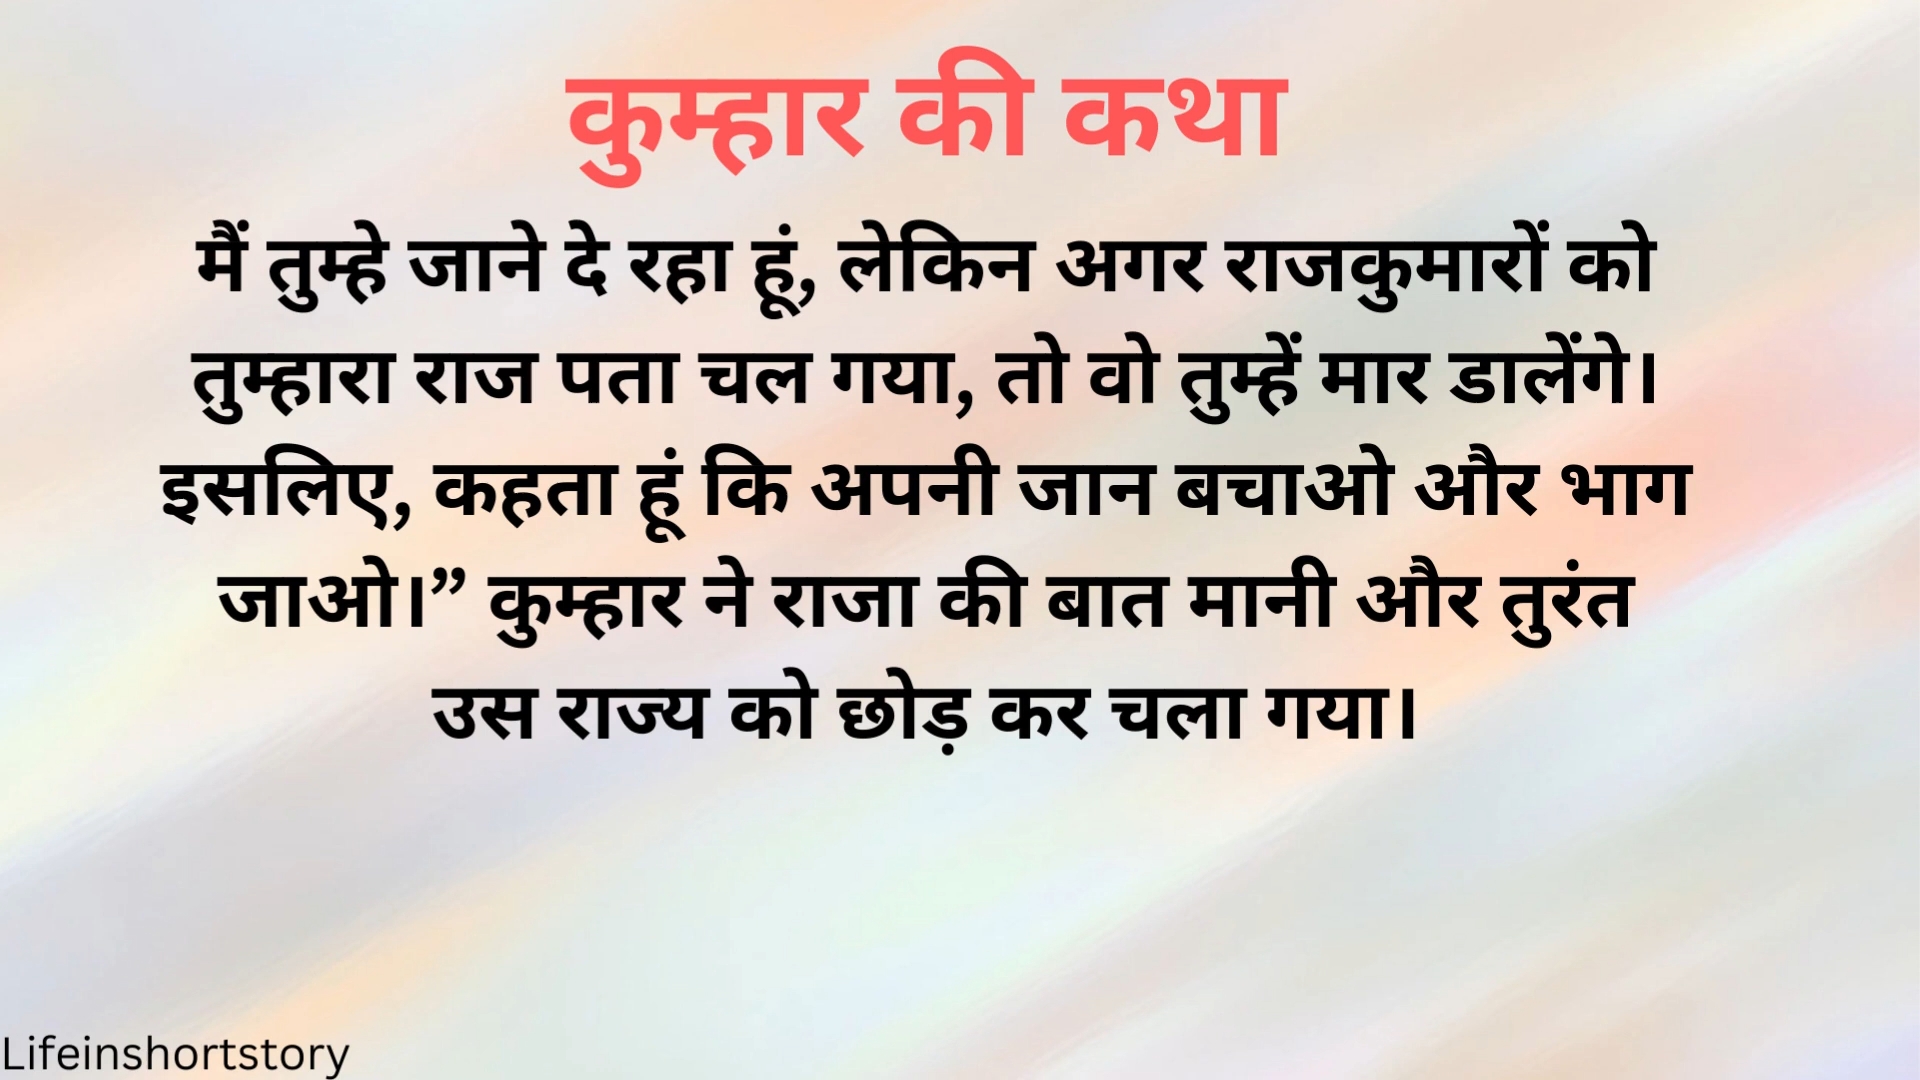 कुम्हार की कथा
मैं तुम्हे जाने दे रहा हूं, लेकिन अगर राजकुमारों को
तुम्हारा राज पता चल गया, तो वो तुम्हें मार डालेंगे।
इसलिए, कहता हूं कि अपनी जान बचाओ और भाग
जाओ।” कुम्हार ने राजा की बात मानी और तुरंत
उस राज्य को छोड़ कर चला गया।
Lifeinshortstory